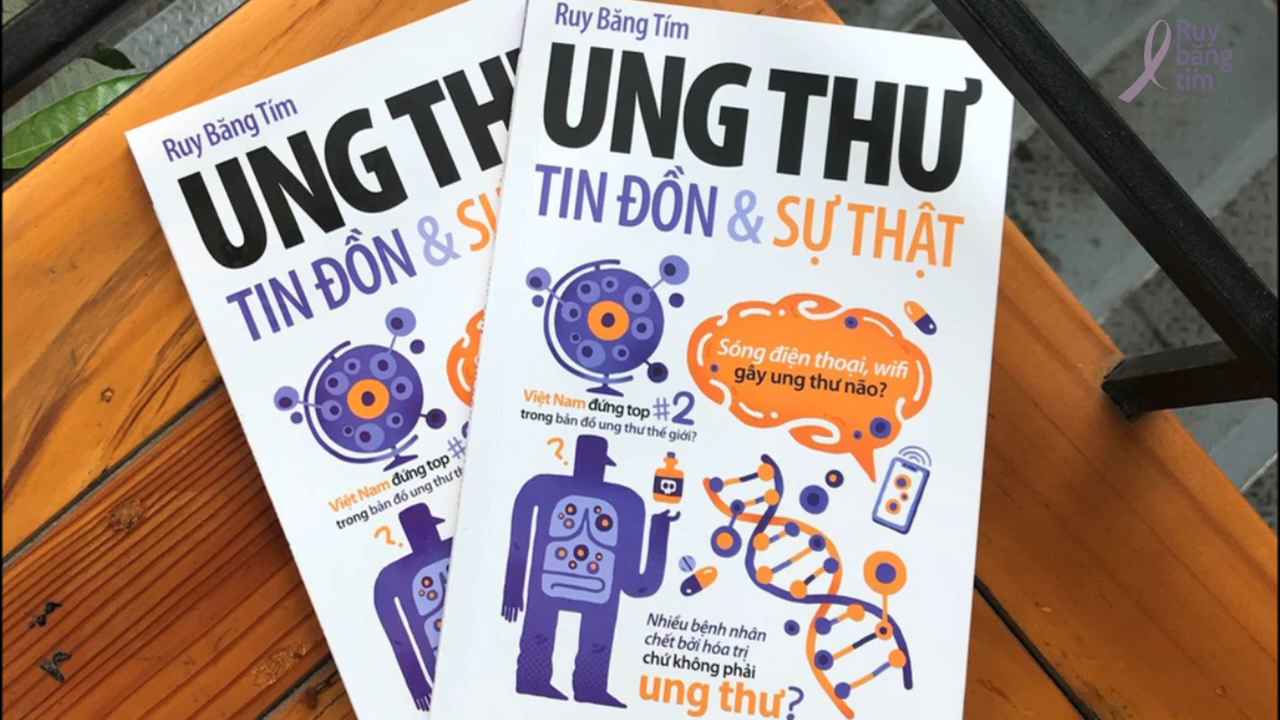 Ruy Băng Tím
UNG TH
TIN ĐỒN &
Việt Nam đứng top #
trong bản đồ ung thư th
?
Ruy Băng Tím
UNG THƯ
TIN ĐỒN & SỰ THẬT
Sóng điện thoại, wifi
gây ung thư não?
Việt Nam đứng top #2
trong bản đồ ung thư thế giới?
?
Nhiều bệnh nhân
chết bởi hóa trị
chứ không phải
ung thư?
Ruy
băng
tím